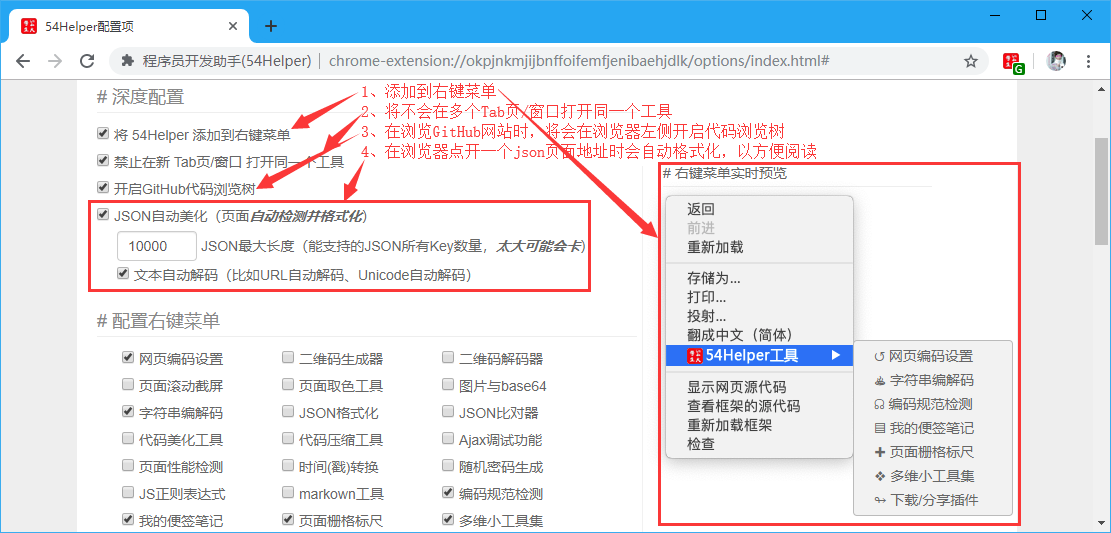 54Helper配置项
程序员开发助手(54Helper) | chrome-extension://okpjnkmjijbnffoifemfjenibaehjdlk/options/index.html#
G
# 深度配置
1、添加到右键菜单
2、将不会在多个Tab页/窗口打开同一个工具
3、在浏览GitHub网站时，将会在浏览器左侧开启代码浏览树
4、在浏览器点开一个json页面地址时会自动格式化，以方便阅读
将 54Helper 添加到右键菜单
禁止在新 Tab页/窗口 打开同一个工具
开启GitHub代码浏览树
JSON自动美化（页面自动检测并格式化）
10000 JSON最大长度（能支持的JSON所有Key数量，太大可能会卡）
文本自动解码（比如URL自动解码、Unicode自动解码）
# 配置右键菜单
网页编码设置 二维码生成器 二维码解码器
页面滚动截屏 页面取色工具 图片与base64
字符串编解码 JSON格式化 JSON比对器
代码美化工具 代码压缩工具 Ajax调试功能
页面性能检测 时间(戳)转换 随机密码生成
JS正则表达式 markown工具 编码规范检测
我的便签笔记 页面栅格标尺 多维小工具集
# 右键菜单实时预览
返回
前进
重新加载
存储为...
打印...
投射...
翻成中文（简体）
54Helper工具
显示网页源代码
查看框架的源代码
重新加载框架
检查
网页编码设置
字符串编解码
编码规范检测
我的便签笔记
页面栅格标尺
多维小工具集
下载/分享插件